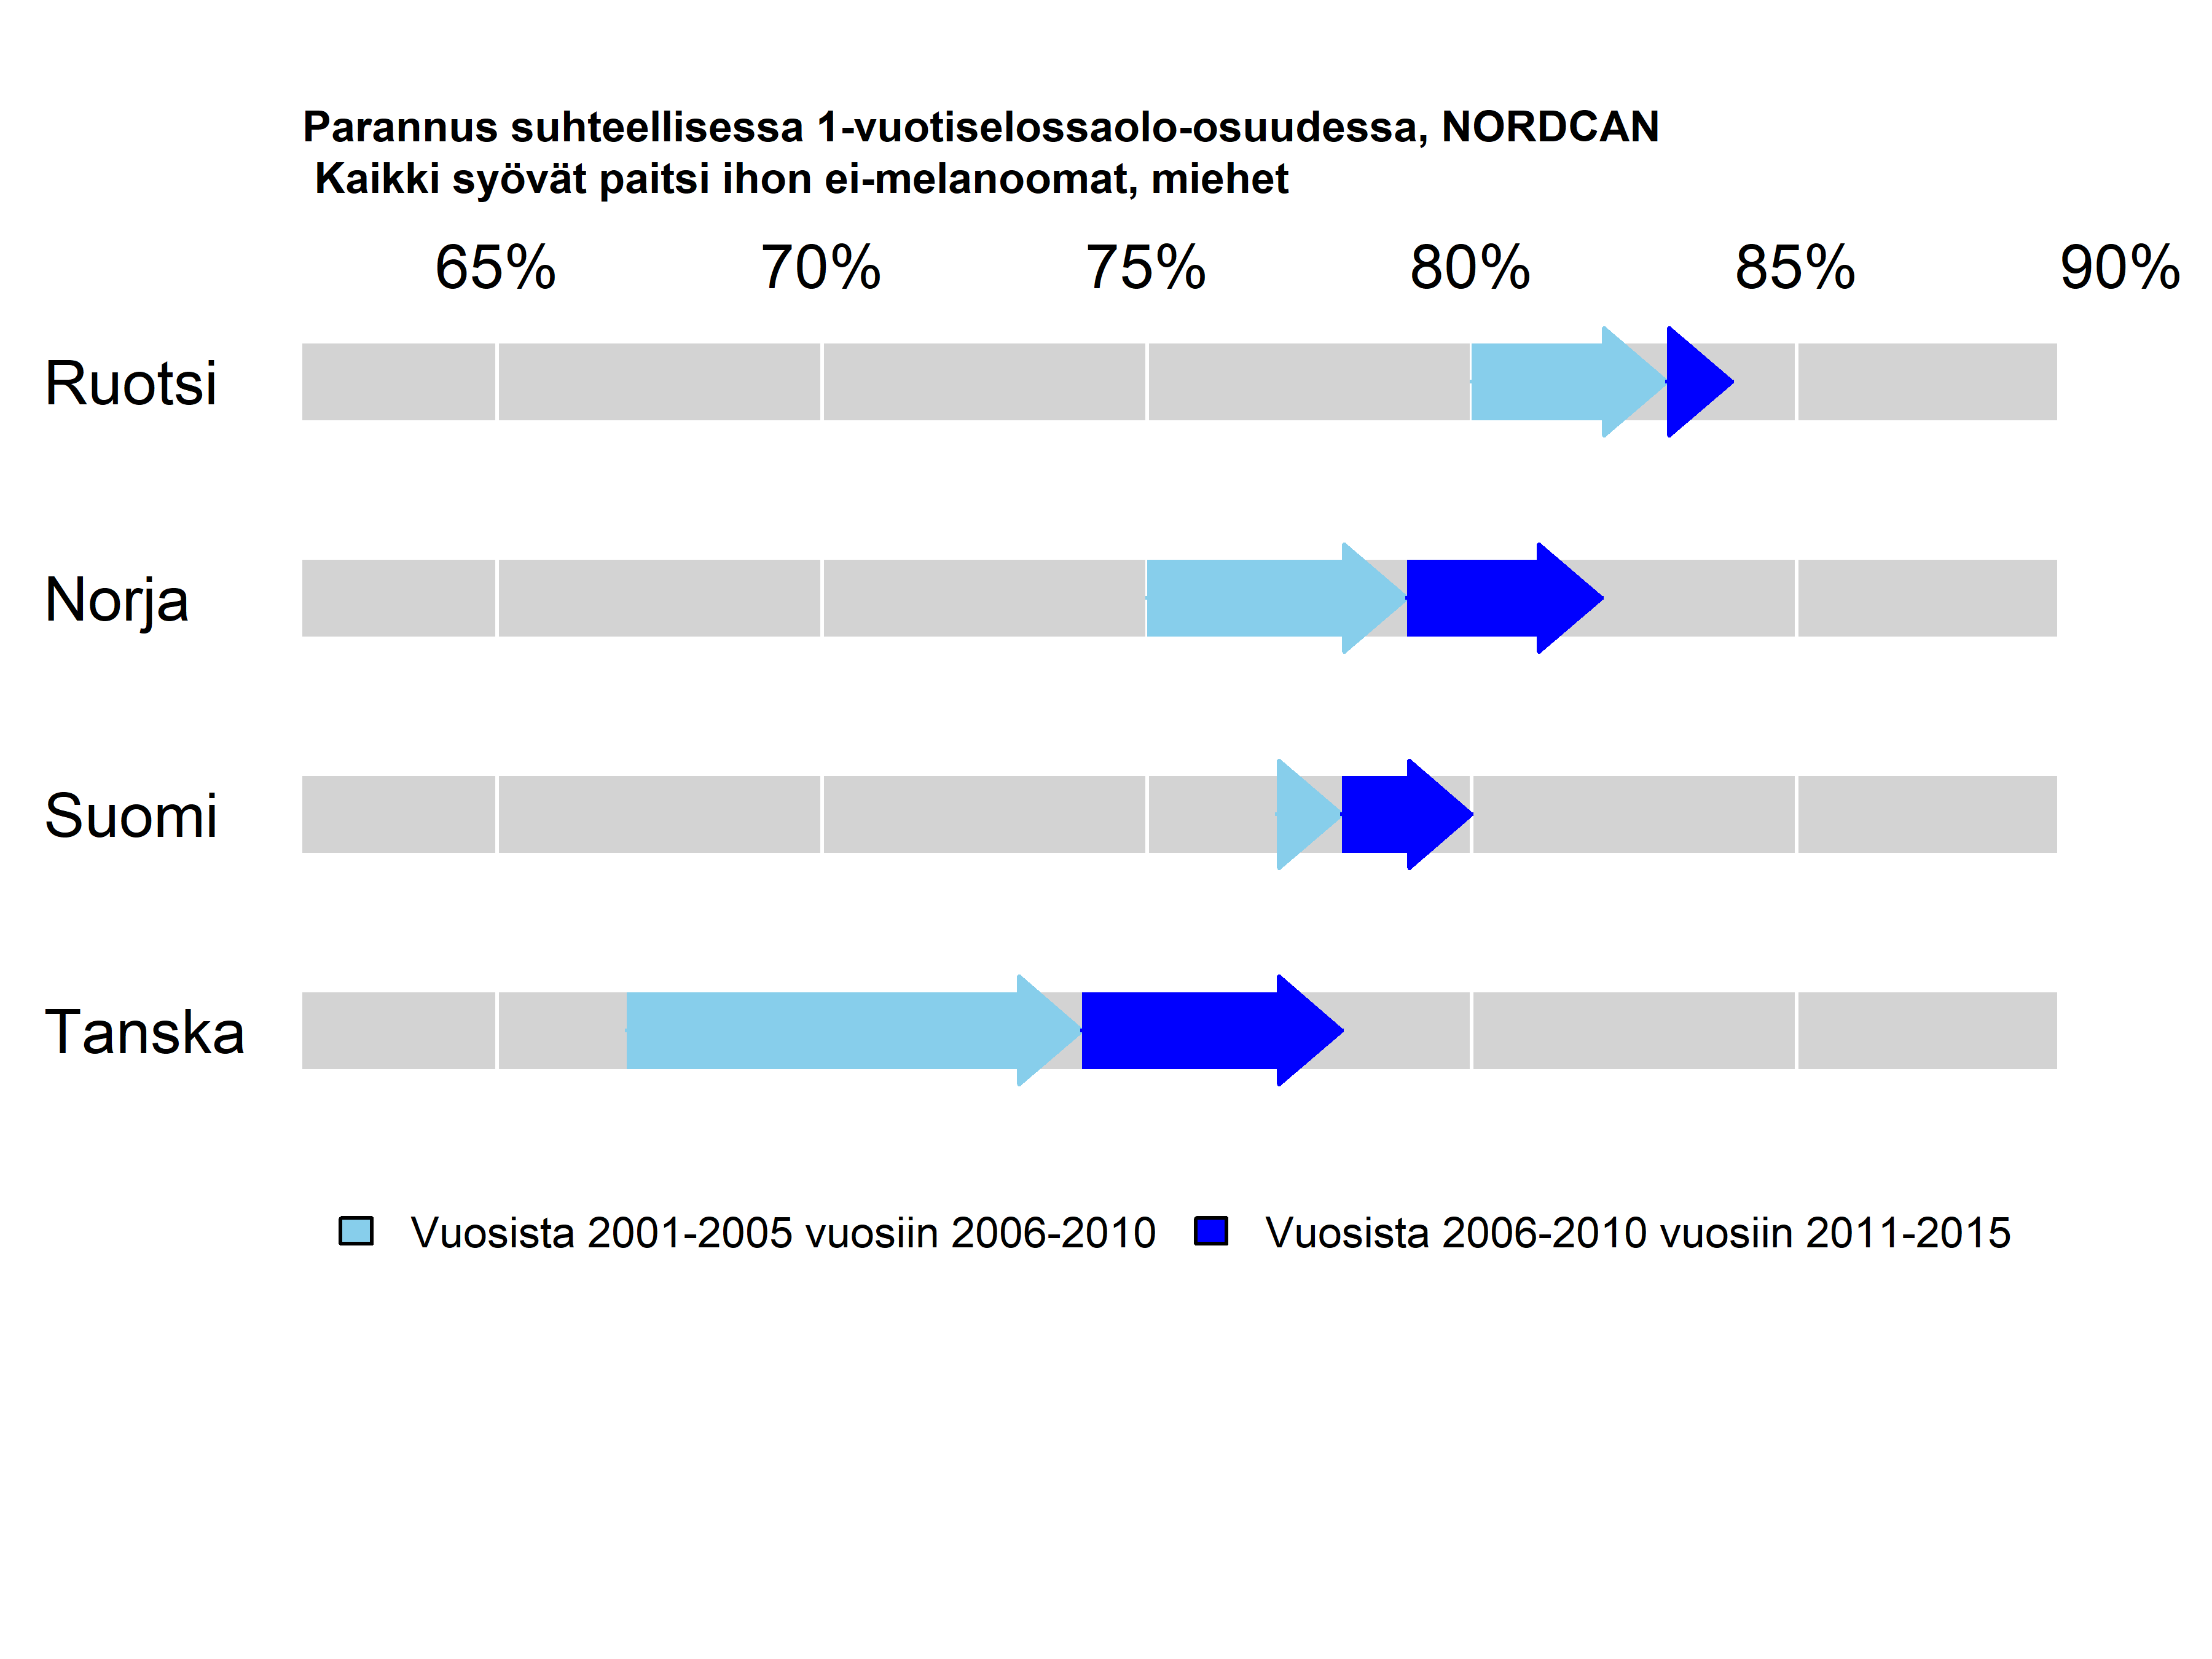 Parannus suhteellisessa 1-vuotiselossaolo-osuudessa, NORDCAN
Kaikki syövät paitsi ihon ei-melanoomat, miehet
65% 70% 75% 80% 85% 90%
Ruotsi
Norja
Suomi
Tanska
Vuosista 2001-2005 vuosiin 2006-2010 Vuosista 2006-2010 vuosiin 2011-2015